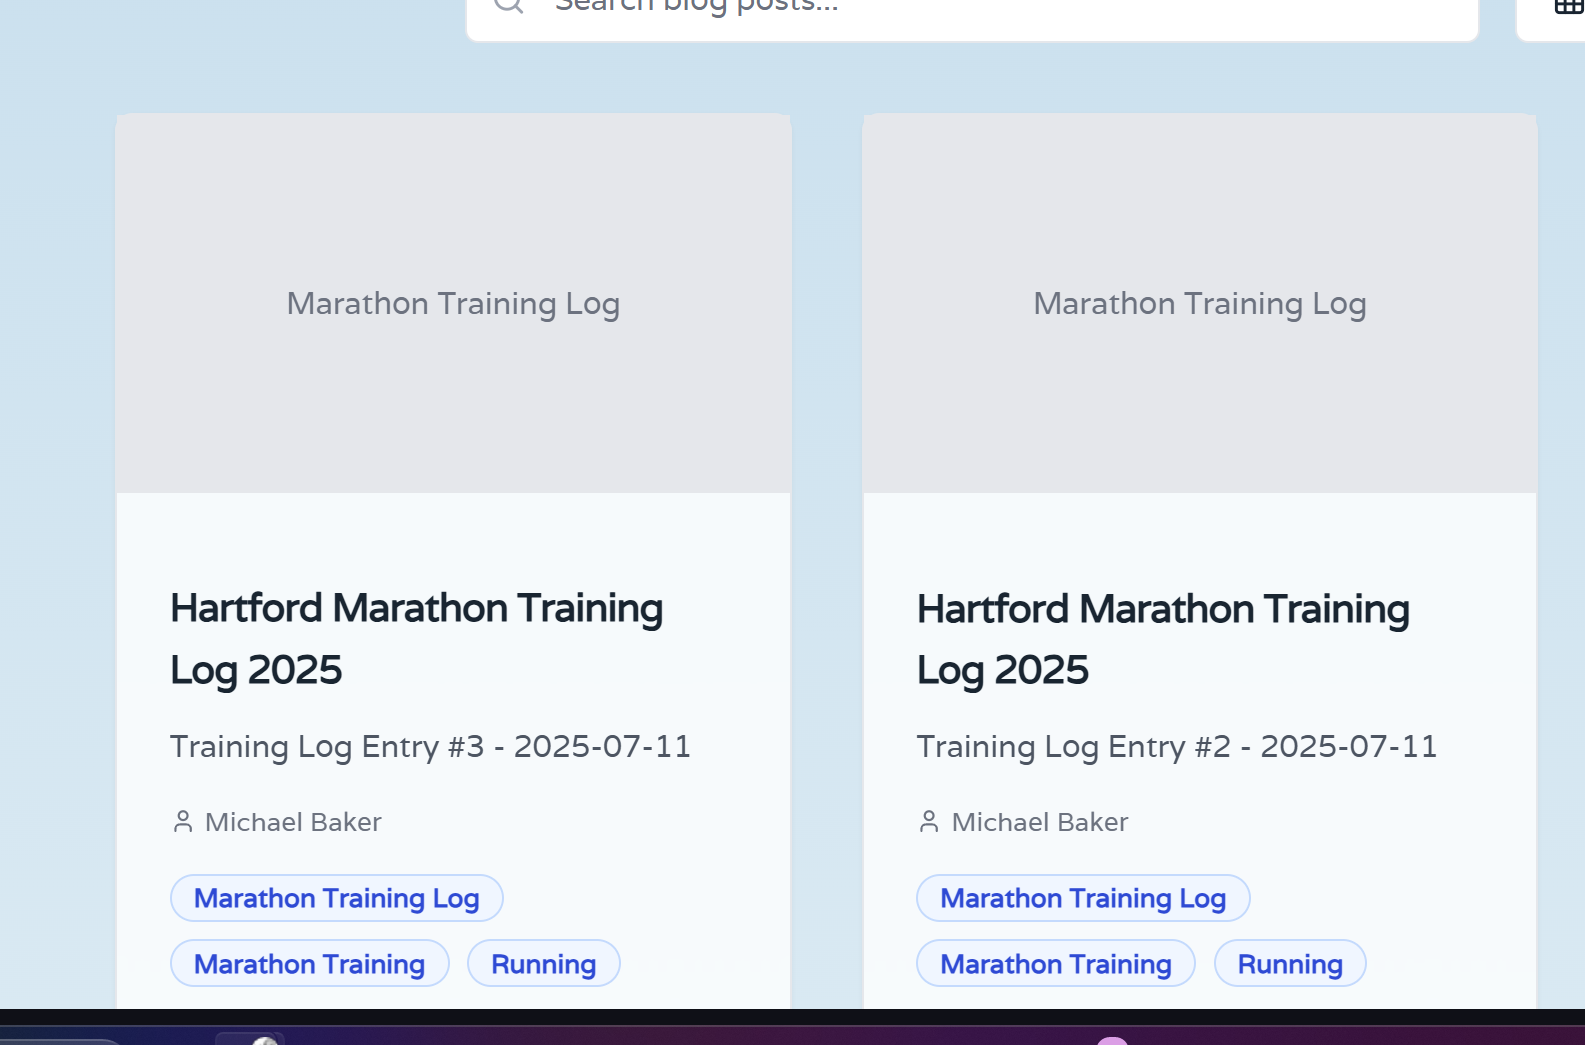 Search blog posts...
Marathon Training Log
Marathon Training Log
Hartford Marathon Training
Log 2025
Training Log Entry #3 - 2025-07-11
Michael Baker
Marathon Training Log
Marathon Training
Running
Hartford Marathon Training
Log 2025
Training Log Entry #2 - 2025-07-11
Michael Baker
Marathon Training Log
Marathon Training
Running